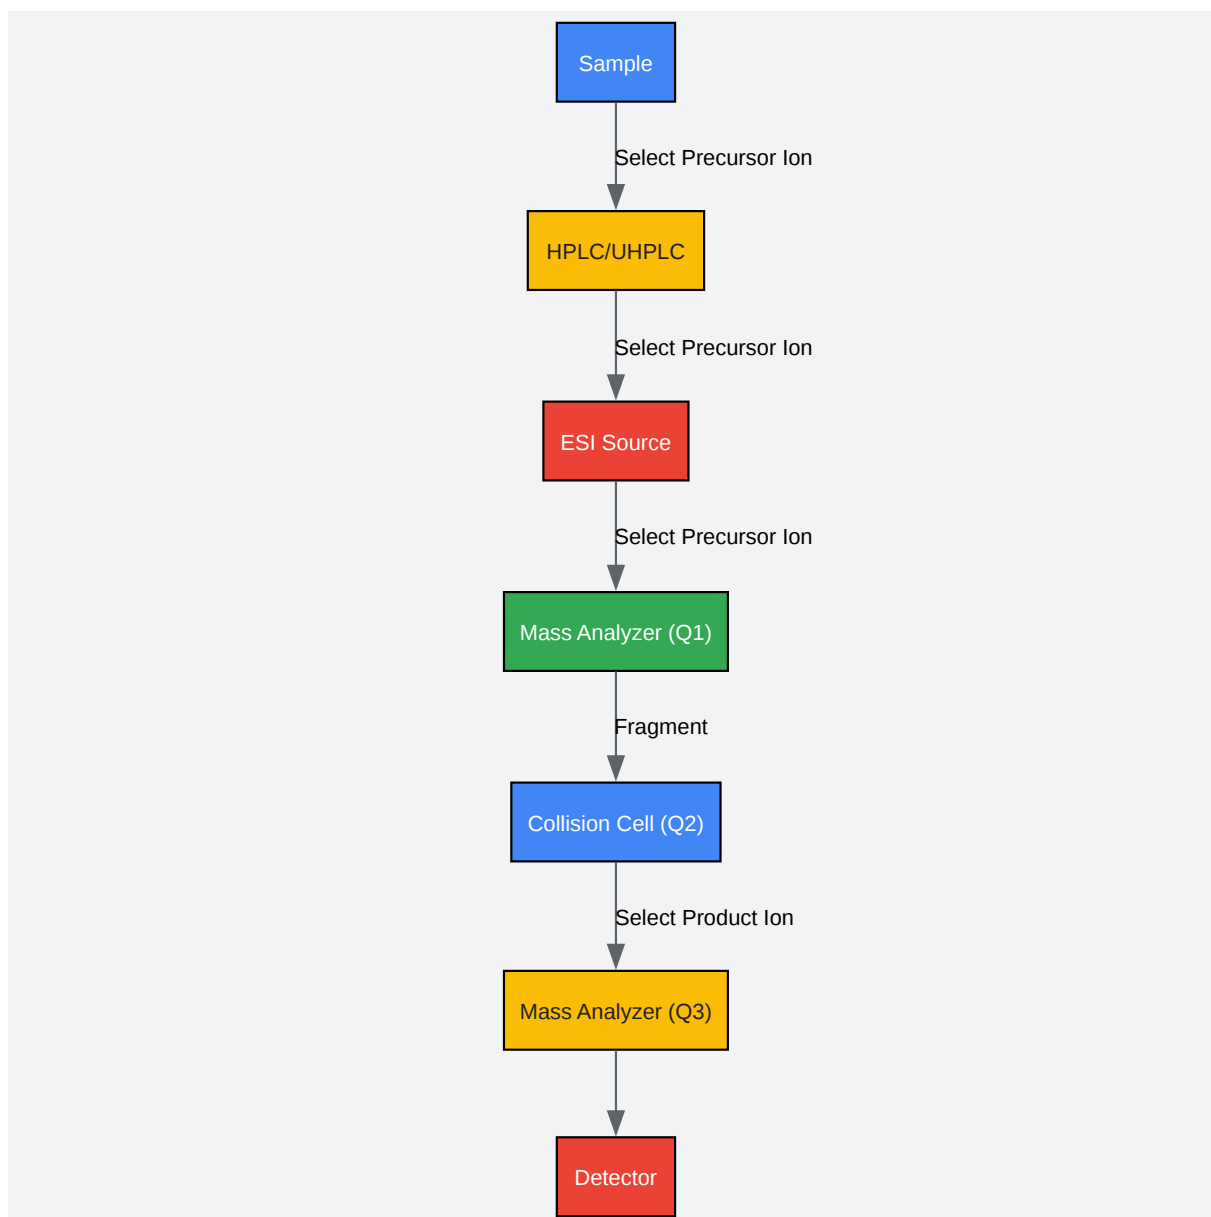 Sample
Select Precursor Ion
HPLC/UHPLC
Select Precursor Ion
ESI Source
Select Precursor Ion
Mass Analyzer (Q1)
Fragment
Collision Cell (Q2)
Select Product Ion
Mass Analyzer (Q3)
Detector